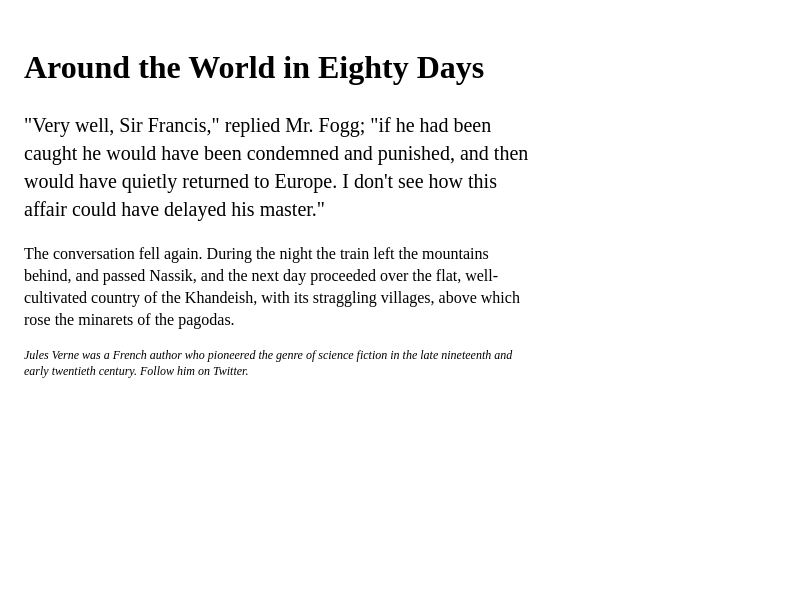 Around the World in Eighty Days
"Very well, Sir Francis," replied Mr. Fogg; "if he had been
caught he would have been condemned and punished, and then
would have quietly returned to Europe. I don't see how this
affair could have delayed his master."
The conversation fell again. During the night the train left the mountains
behind, and passed Nassik, and the next day proceeded over the flat, well-
cultivated country of the Khandeish, with its straggling villages, above which
rose the minarets of the pagodas.
Jules Verne was a French author who pioneered the genre of science fiction in the late nineteenth and
early twentieth century. Follow him on Twitter.